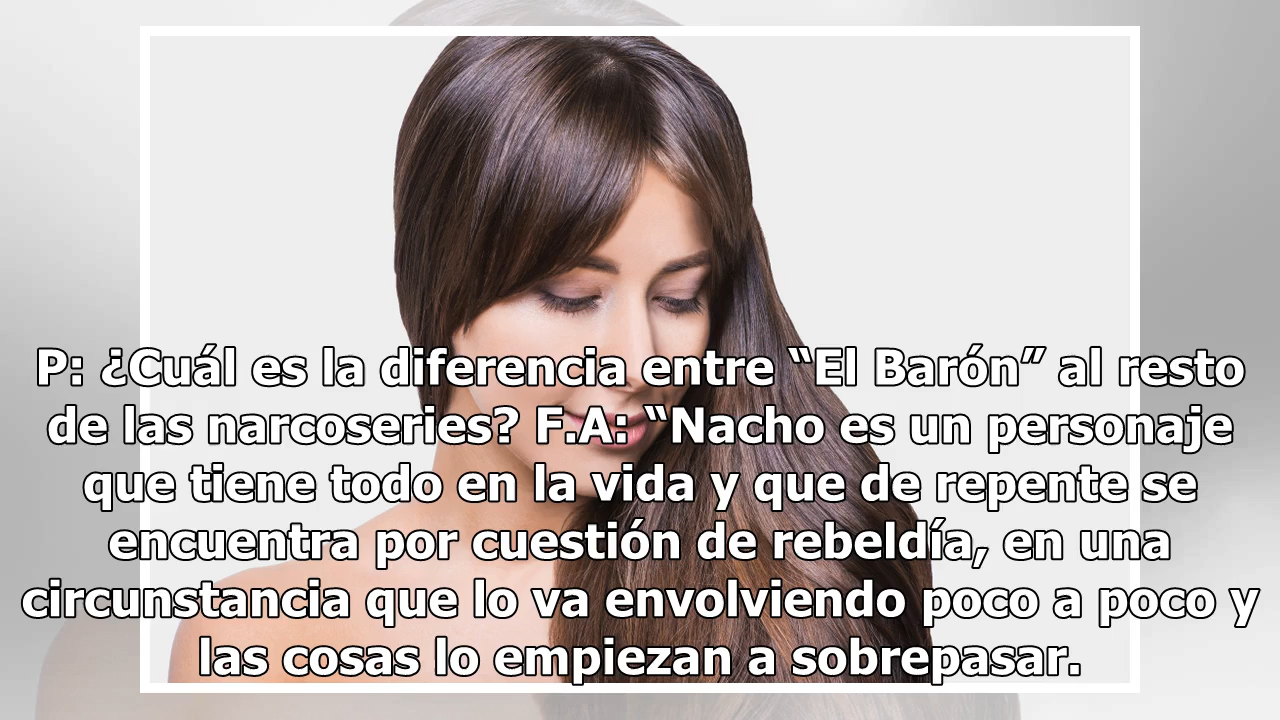 P: ¿Cuál es la diferencia entre “El Barón” al resto
de las narcoseries? F.A: “Nacho es un personaje
que tiene todo en la vida y que de repente se
encuentra por cuestión de rebeldía, en una
circunstancia que lo va envolviendo poco a poco y
las cosas lo empiezan a sobrepasar.